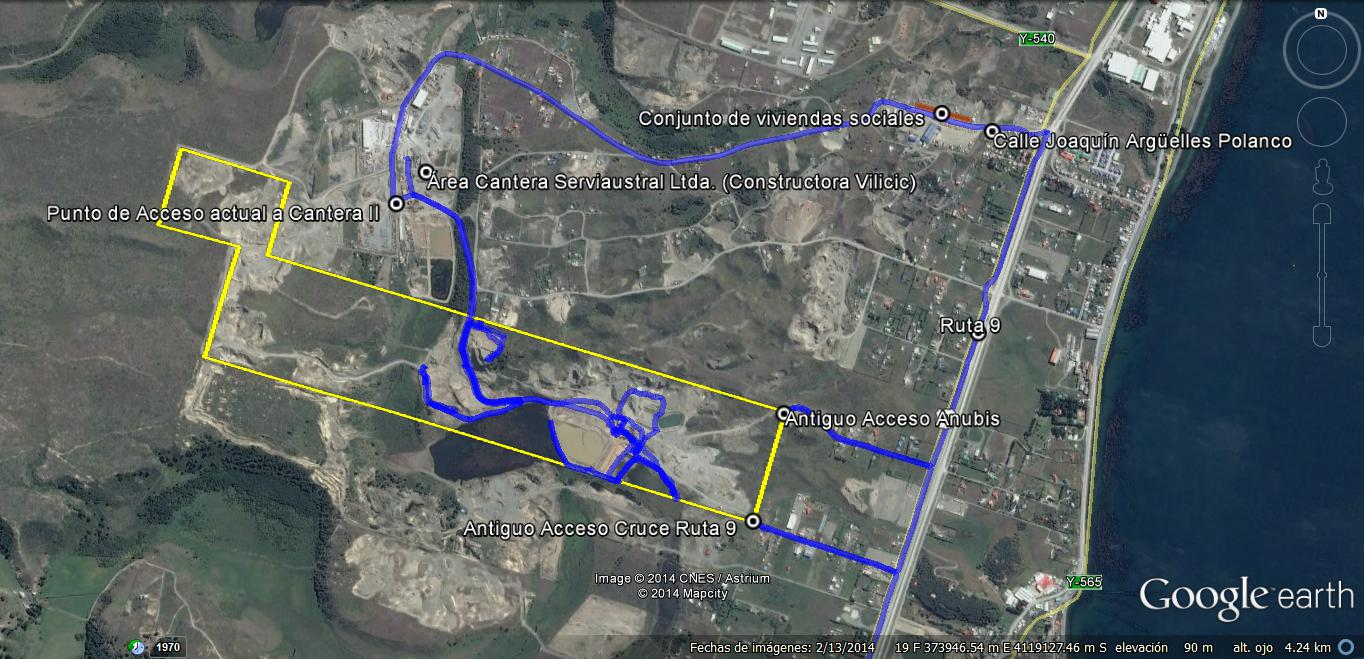 N
Y-540
Conjunto de viviendas sociales
Calle Joaquín Argüelles Polanco
Área Cantera Serviaustral Ltda. (Constructora Vilicic)
Punto de Acceso actual a Cantera II
Ruta 9
Antiguo Acceso Anubis
Antiguo Acceso Cruce Ruta 9
Image © 2014 CNES / Astrium
© 2014 Mapcity
Y-565
Google earth
1970
Fechas de imágenes: 2/13/2014 19 F 373946.54 m E 4119127.46 m S elevación 90 m alt. ojo 4.24 km